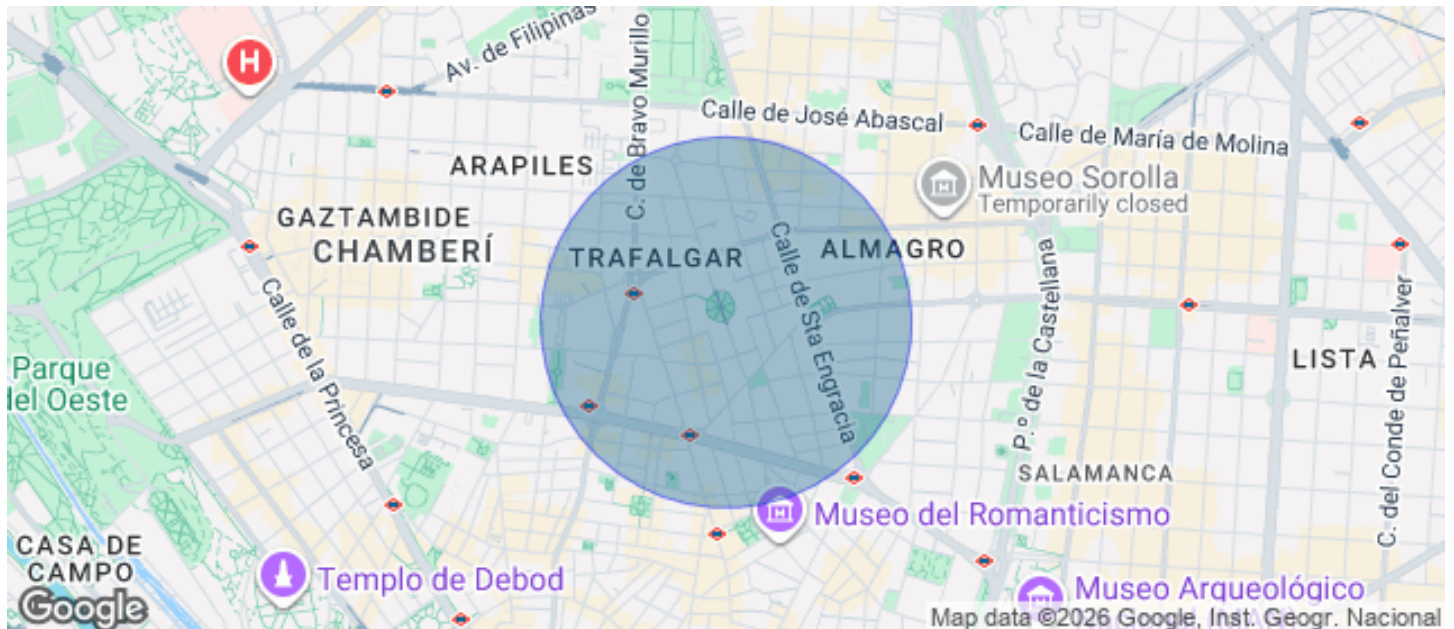 Av. de Filipinas
C. de Bravo Murillo
H
Calle de José Abascal
Calle de María de Molina
ARAPILES
Museo Sorolla
Temporarily closed
GAZTAMBIDE
CHAMBERÍ
TRAFALGAR
ALMAGRO
Calle de la Princesa
Calle de Sta Engracia
P.º de la Castellana
C. del Conde de Peñalver
Parque
del Oeste
LISTA
SALAMANCA
Museo del Romanticismo
CASA DE
CAMPO
Templo de Debod
Museo Arqueológico
Google
Map data ©2026 Google, Inst. Geogr. Nacional